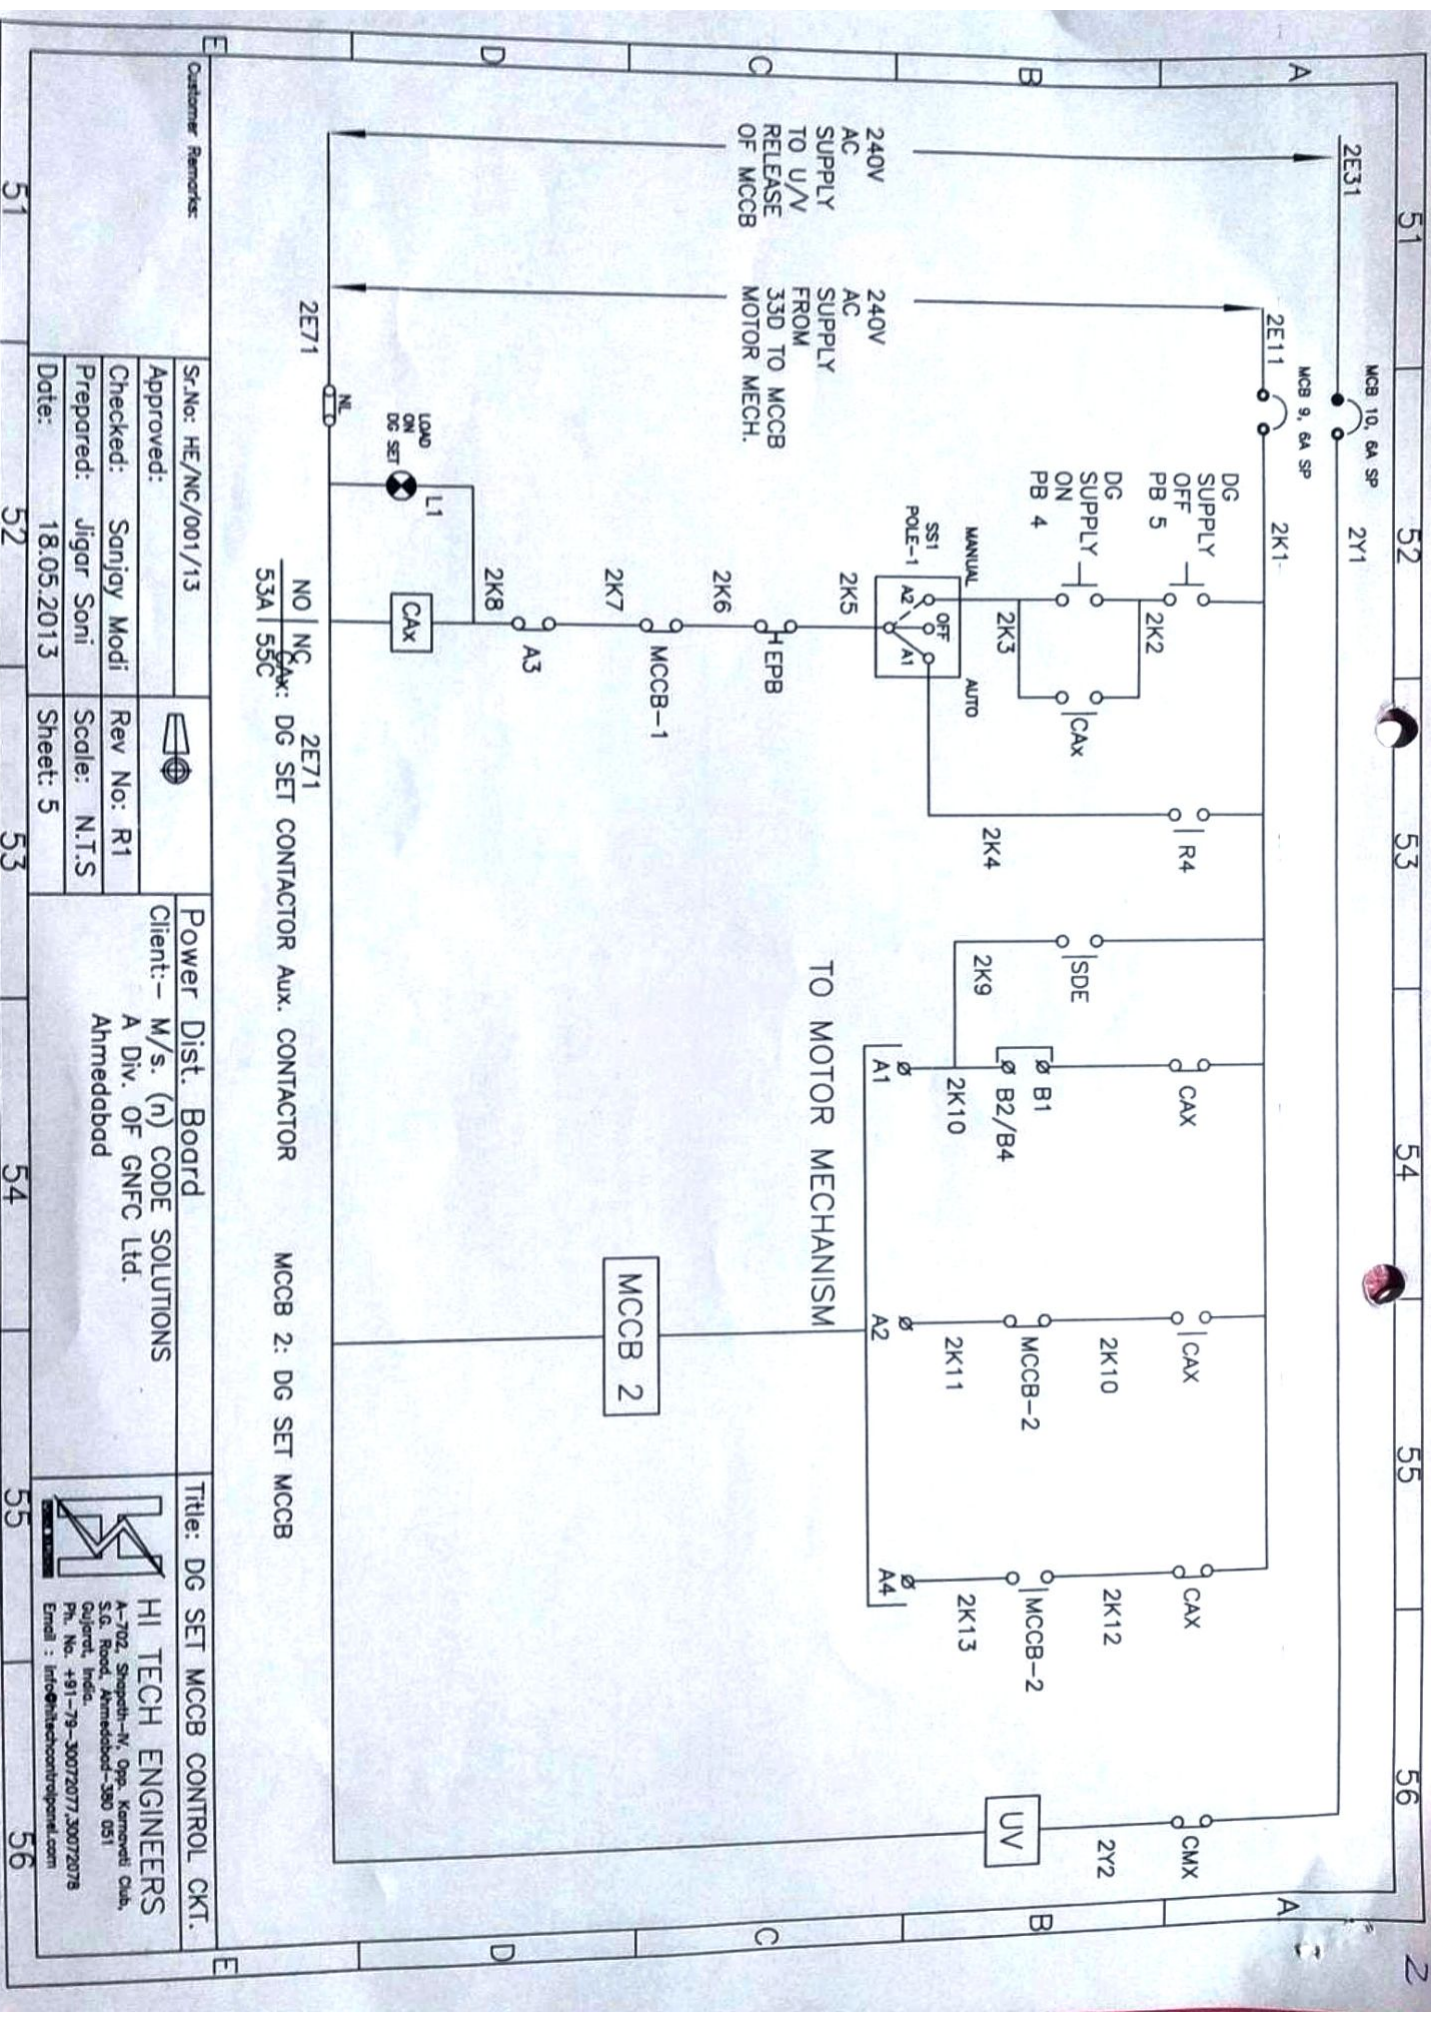 51
52
53
54
55
56
2
A
B
C
D
E
2E31
MCB 10, 6A SP
2Y1
MCB 9, 6A SP
2E11
2K1
240V
AC
SUPPLY
TO U/V
RELEASE
OF MCCB
240V
AC
SUPPLY
FROM
33D TO MCCB
MOTOR MECH.
DG
SUPPLY
OFF
PB 5
DG
SUPPLY
ON
PB 4
2K2
CAx
2K3
MANUAL
AUTO
SS1
POLE-1
A2
OFF
A1
R4
2K4
2K5
EPB
2K6
MCCB-1
2K7
A3
2K8
CAx
L1
LOAD
ON
DG SET
NL
2E71
2E71
SDE
2K9
CAX
B1
B2/B4
2K10
A1
CAX
2K10
MCCB-2
2K11
A2
CAX
2K12
MCCB-2
2K13
A4
CMX
2Y2
UV
TO MOTOR MECHANISM
MCCB 2
NO NC
53A 55C
CAx: DG SET CONTACTOR Aux. CONTACTOR
MCCB 2: DG SET MCCB
A
B
C
D
E
Customer Remarks:
Sr.No: HE/NC/001/13
Approved:
Checked: Sanjay Modi
Rev No: R1
Prepared: Jigar Soni
Scale: N.T.S
Date: 18.05.2013
Sheet: 5
Power Dist. Board
Client:- M/s. (n) CODE SOLUTIONS
A Div. OF GNFC Ltd.
Ahmedabad
Title: DG SET MCCB CONTROL CKT.
HI TECH ENGINEERS
A-702, Shapath-IV, Opp. Karnavati Club,
S.G. Road, Ahmedabad-380 051
Gujarat, India.
Ph. No. +91-79-30072077,30072078
Email : info@hitechcontrolpanel.com
51
52
53
54
55
56